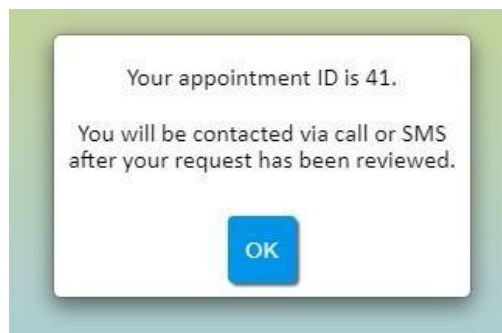 Your appointment ID is 41.
You will be contacted via call or SMS
after your request has been reviewed.
OK